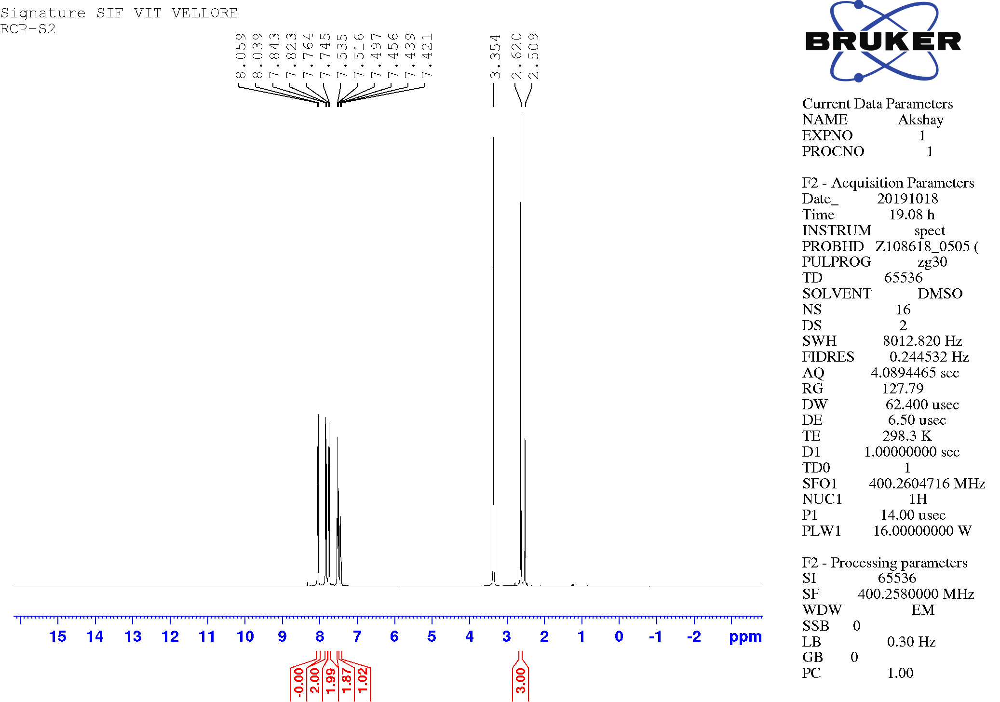 Signature SIF VIT VELLORE
RCP-S2
8.059
8.039
7.843
7.823
7.764
7.745
7.535
7.516
7.497
7.456
7.439
7.421
3.354
2.620
2.509
BRUKER
Current Data Parameters
NAME Akshay
EXPNO 1
PROCNO 1
F2 - Acquisition Parameters
Date_ 20191018
Time 19.08 h
INSTRUM spect
PROBHD Z108618_0505 (
PULPROG zg30
TD 65536
SOLVENT DMSO
NS 16
DS 2
SWH 8012.820 Hz
FIDRES 0.244532 Hz
AQ 4.0894465 sec
RG 127.79
DW 62.400 usec
DE 6.50 usec
TE 298.3 K
D1 1.00000000 sec
TD0 1
SFO1 400.2604716 MHz
NUC1 1H
P1 14.00 usec
PLW1 16.00000000 W
F2 - Processing parameters
SI 65536
SF 400.2580000 MHz
WDW EM
SSB 0
LB 0.30 Hz
GB 0
PC 1.00
15 14 13 12 11 10 9 8 7 6 5 4 3 2 1 0 -1 -2 ppm
-0.00
2.00
1.99
1.87
1.02
3.00